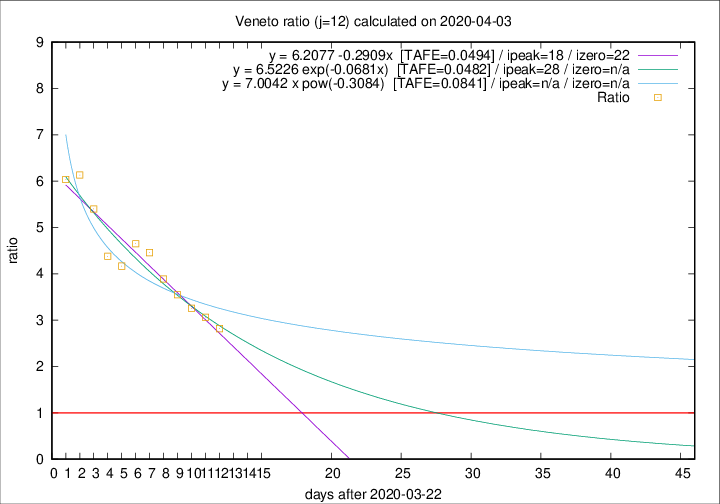 Veneto ratio (j=12) calculated on 2020-04-03
y = 6.2077 -0.2909x [TAFE=0.0494] / ipeak=18 / izero=22
y = 6.5226 exp(-0.0681x) [TAFE=0.0482] / ipeak=28 / izero=n/a
y = 7.0042 x pow(-0.3084) [TAFE=0.0841] / ipeak=n/a / izero=n/a
Ratio
9
8
7
6
5
4
3
2
1
0
ratio
0 1 2 3 4 5 6 7 8 9 10 11 12 13 14 15 20 25 30 35 40 45
days after 2020-03-22